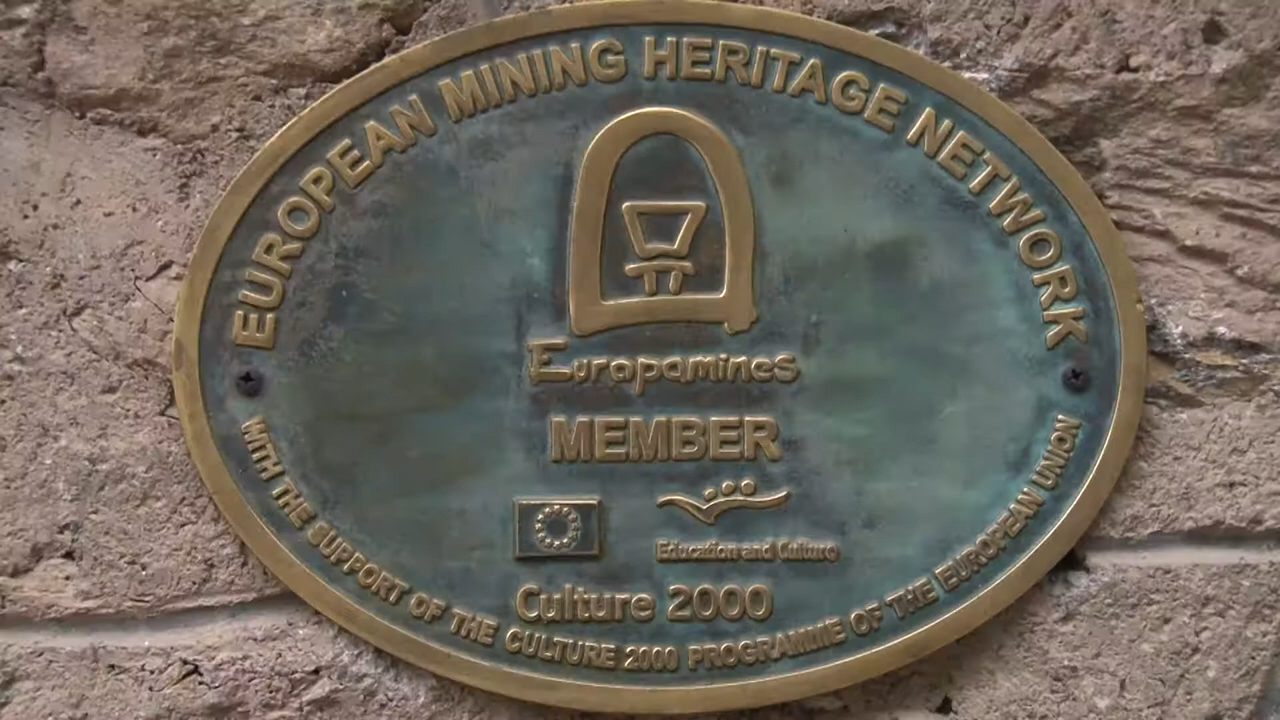 EUROPEAN MINING HERITAGE NETWORK
Europamines
MEMBER
Education and Culture
Culture 2000
WITH THE SUPPORT OF THE CULTURE 2000 PROGRAMME OF THE EUROPEAN UNION